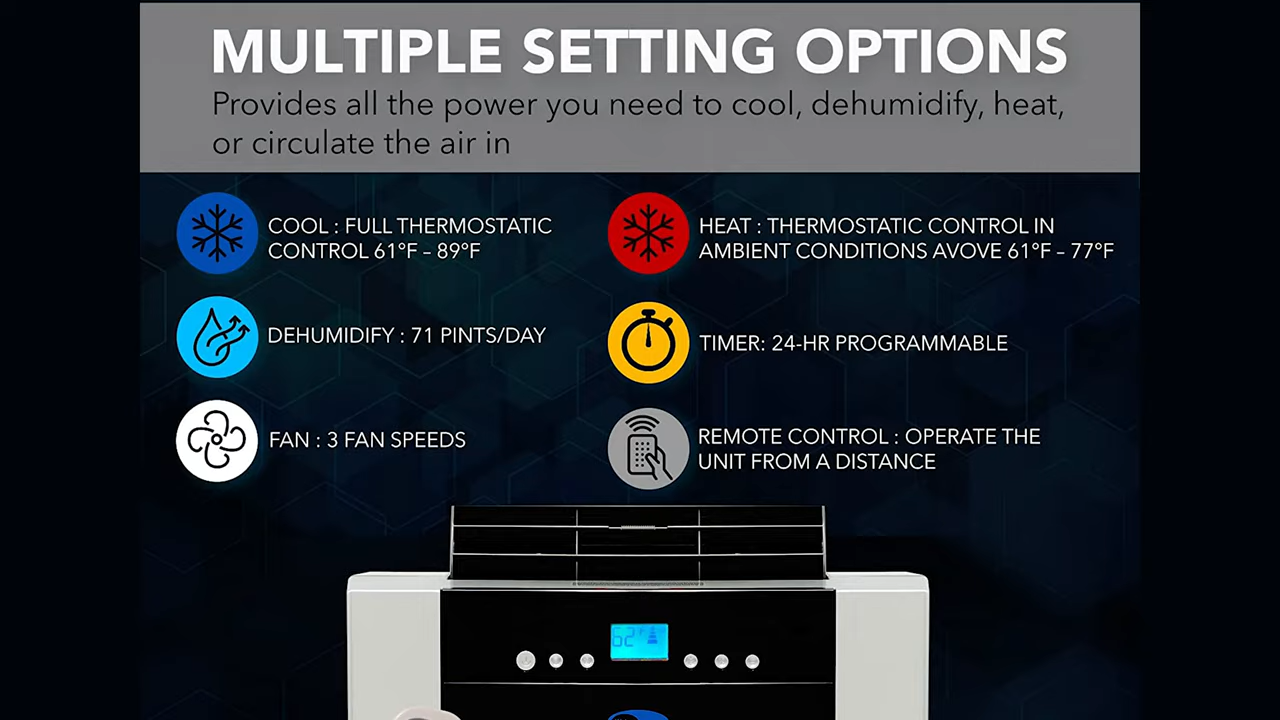 MULTIPLE SETTING OPTIONS
Provides all the power you need to cool, dehumidify, heat,
or circulate the air in
COOL : FULL THERMOSTATIC
CONTROL 61°F – 89°F
HEAT : THERMOSTATIC CONTROL IN
AMBIENT CONDITIONS AVOVE 61°F – 77°F
DEHUMIDIFY : 71 PINTS/DAY
TIMER: 24-HR PROGRAMMABLE
FAN : 3 FAN SPEEDS
REMOTE CONTROL : OPERATE THE
UNIT FROM A DISTANCE
62°F